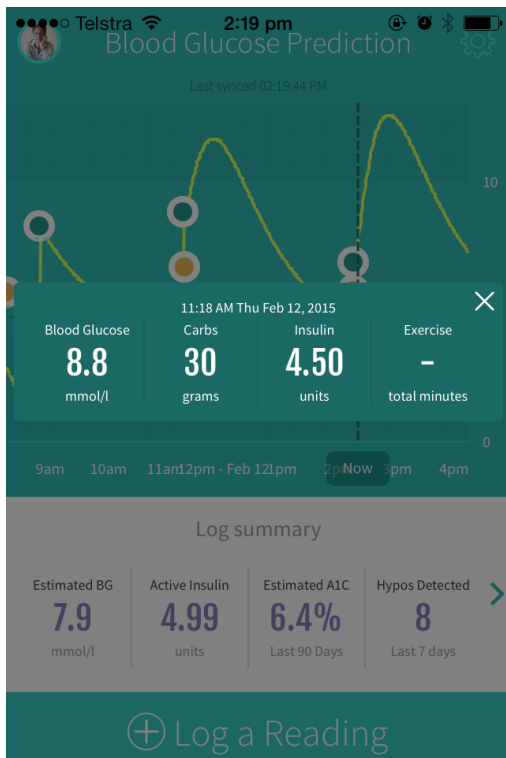 Telstra 2:19 pm
Blood Glucose Prediction
Last synced 02:19:44 PM
10
11:18 AM Thu Feb 12, 2015
Blood Glucose Carbs Insulin Exercise
8.8 30 4.50 -
mmol/l grams units total minutes
0
9am 10am 11am 12pm - Feb 12 1pm 2pm Now 3pm 4pm
Log summary
Estimated BG Active Insulin Estimated A1C Hypos Detected
7.9 4.99 6.4% 8
mmol/l units Last 90 Days Last 7 days
Log a Reading